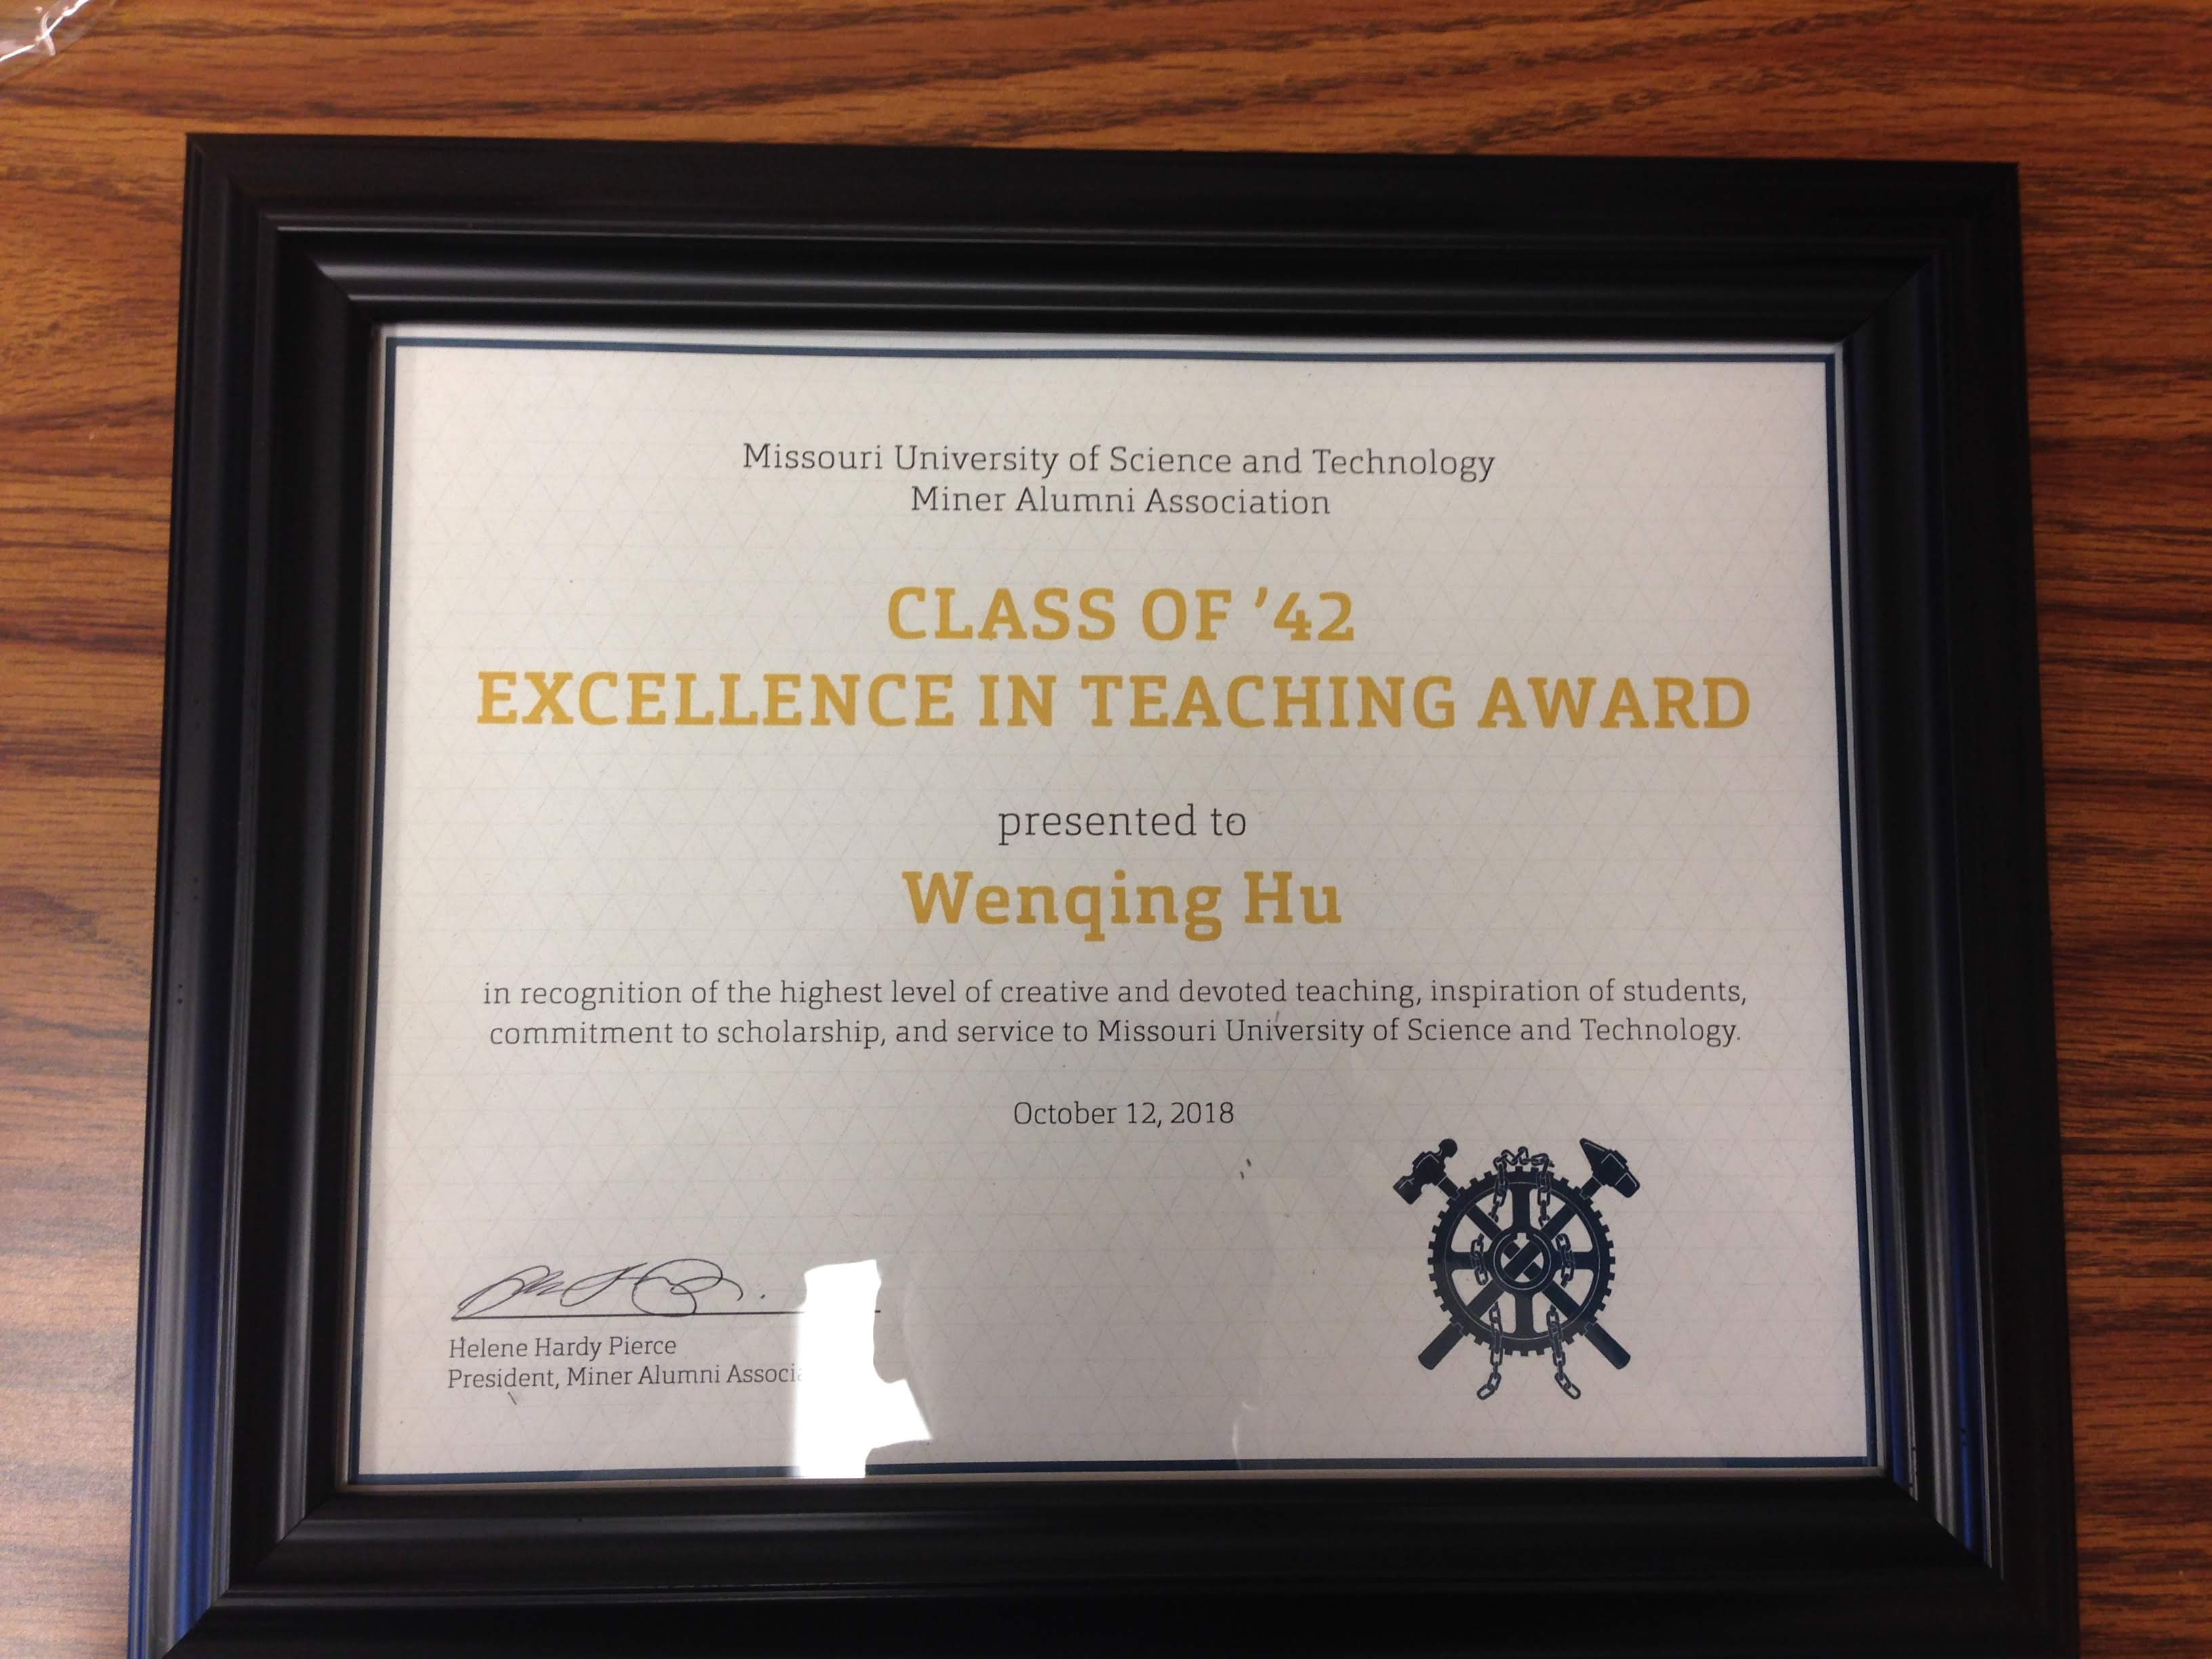 Missouri University of Science and Technology
Miner Alumni Association
CLASS OF '42
EXCELLENCE IN TEACHING AWARD
presented to
Wenqing Hu
in recognition of the highest level of creative and devoted teaching, inspiration of students,
commitment to scholarship, and service to Missouri University of Science and Technology.
October 12, 2018
Helene Hardy Pierce
President, Miner Alumni